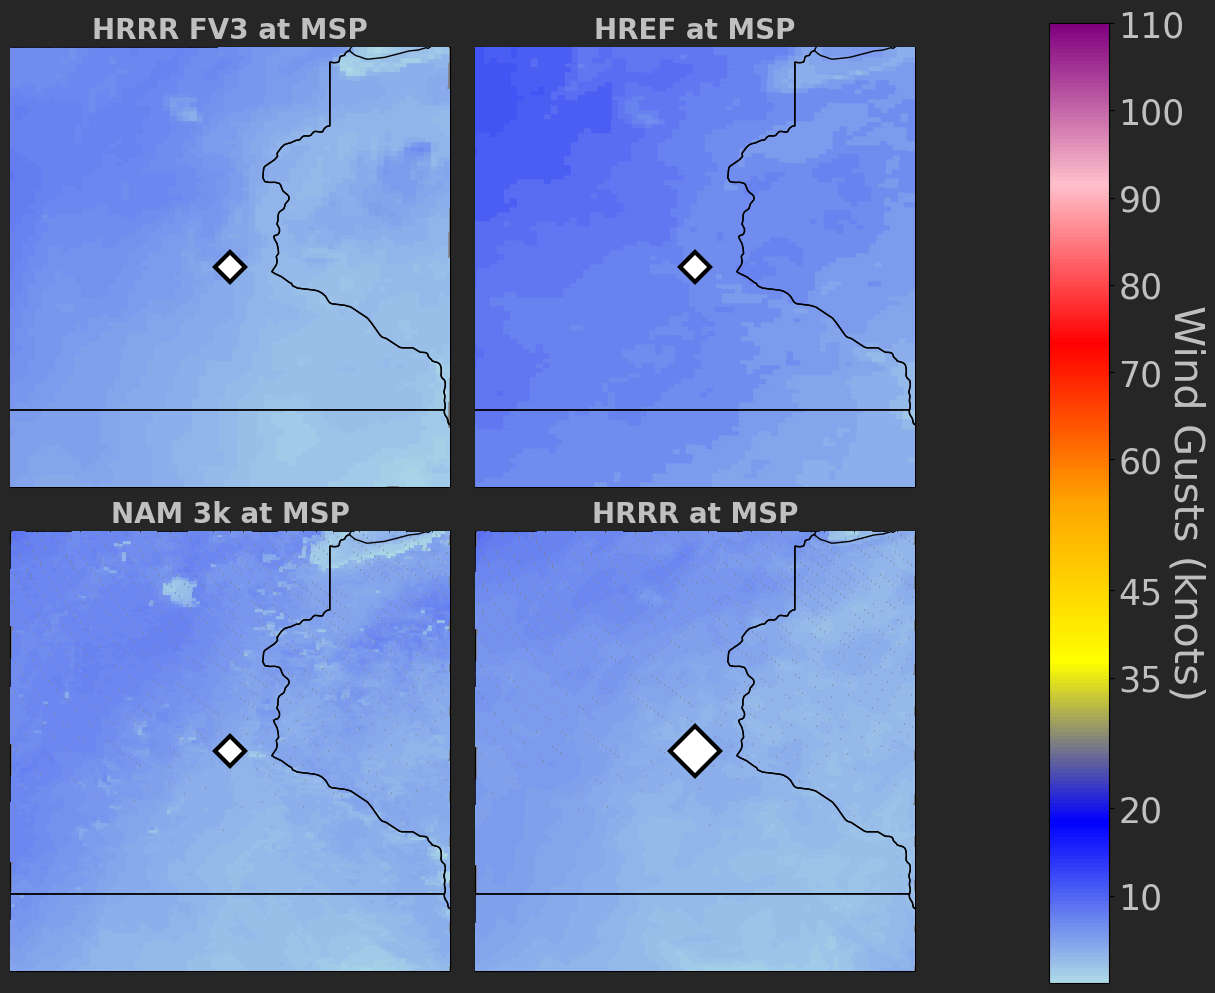 HRRR FV3 at MSP
HREF at MSP
NAM 3k at MSP
HRRR at MSP
110
100
90
80
70
60
45
35
20
10
Wind Gusts (knots)